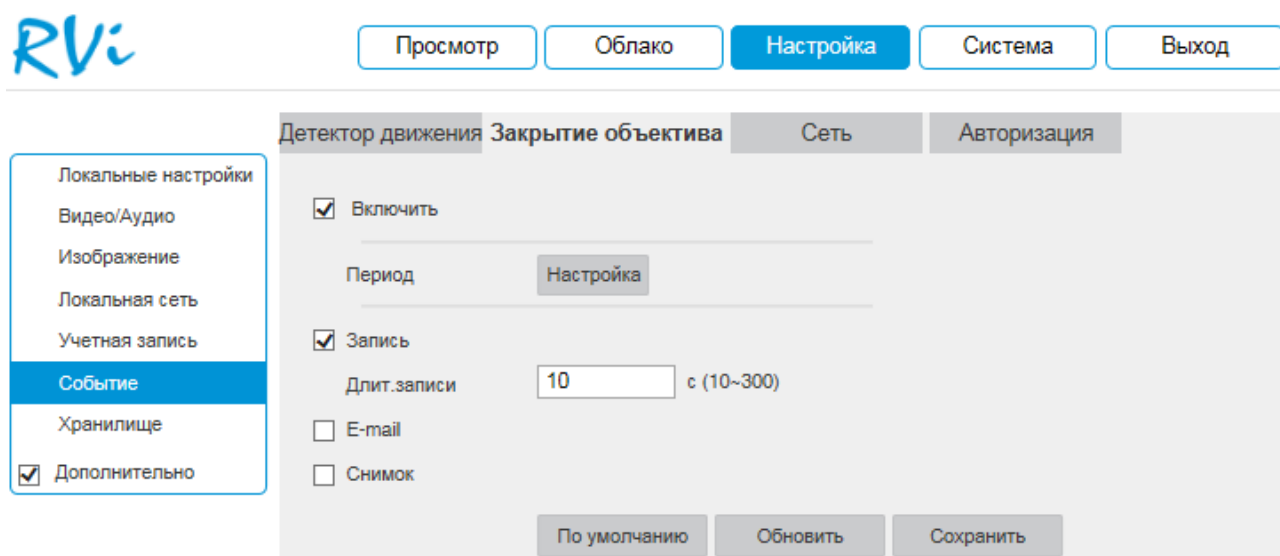 RVi
Просмотр Облако Настройка Система Выход
Детектор движения Закрытие объектива Сеть Авторизация
Локальные настройки
Видео/Аудио
Изображение
Локальная сеть
Учетная запись
Событие
Хранилище
Дополнительно
Включить
Период Настройка
Запись
Длит.записи 10 с (10~300)
E-mail
Снимок
По умолчанию Обновить Сохранить